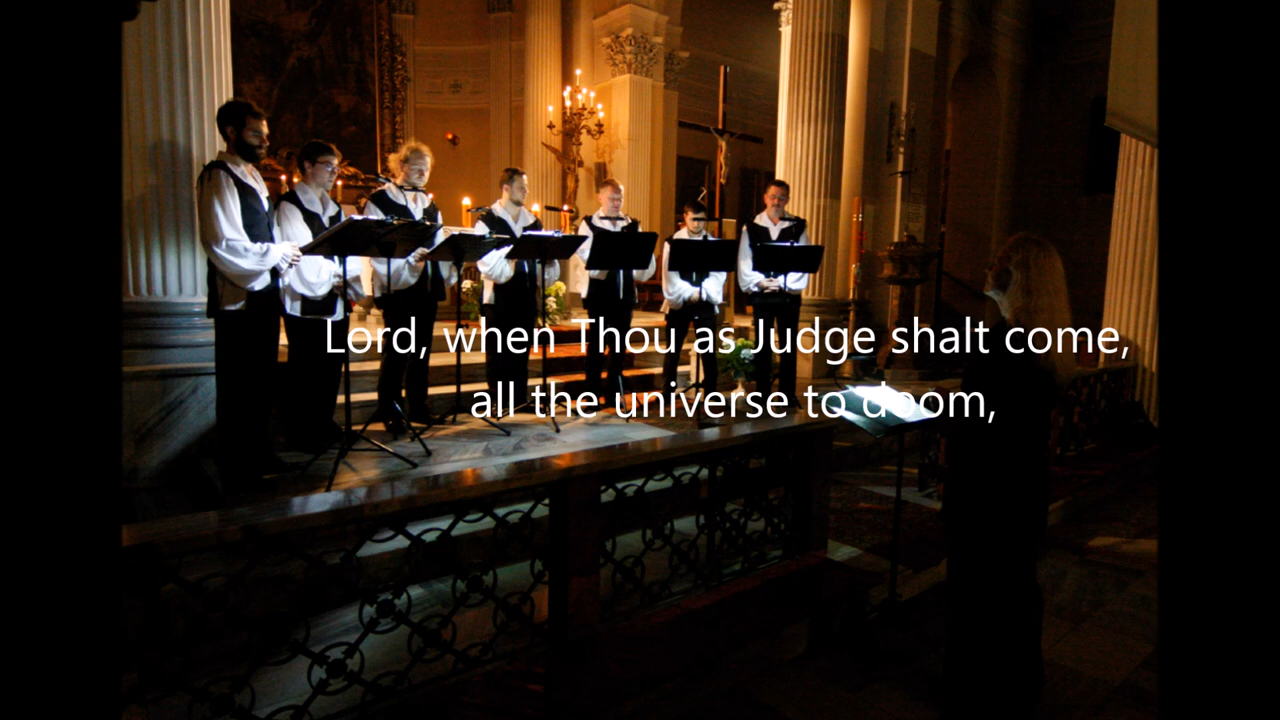 Lord, when Thou as Judge shalt come,
all the universe to doom,